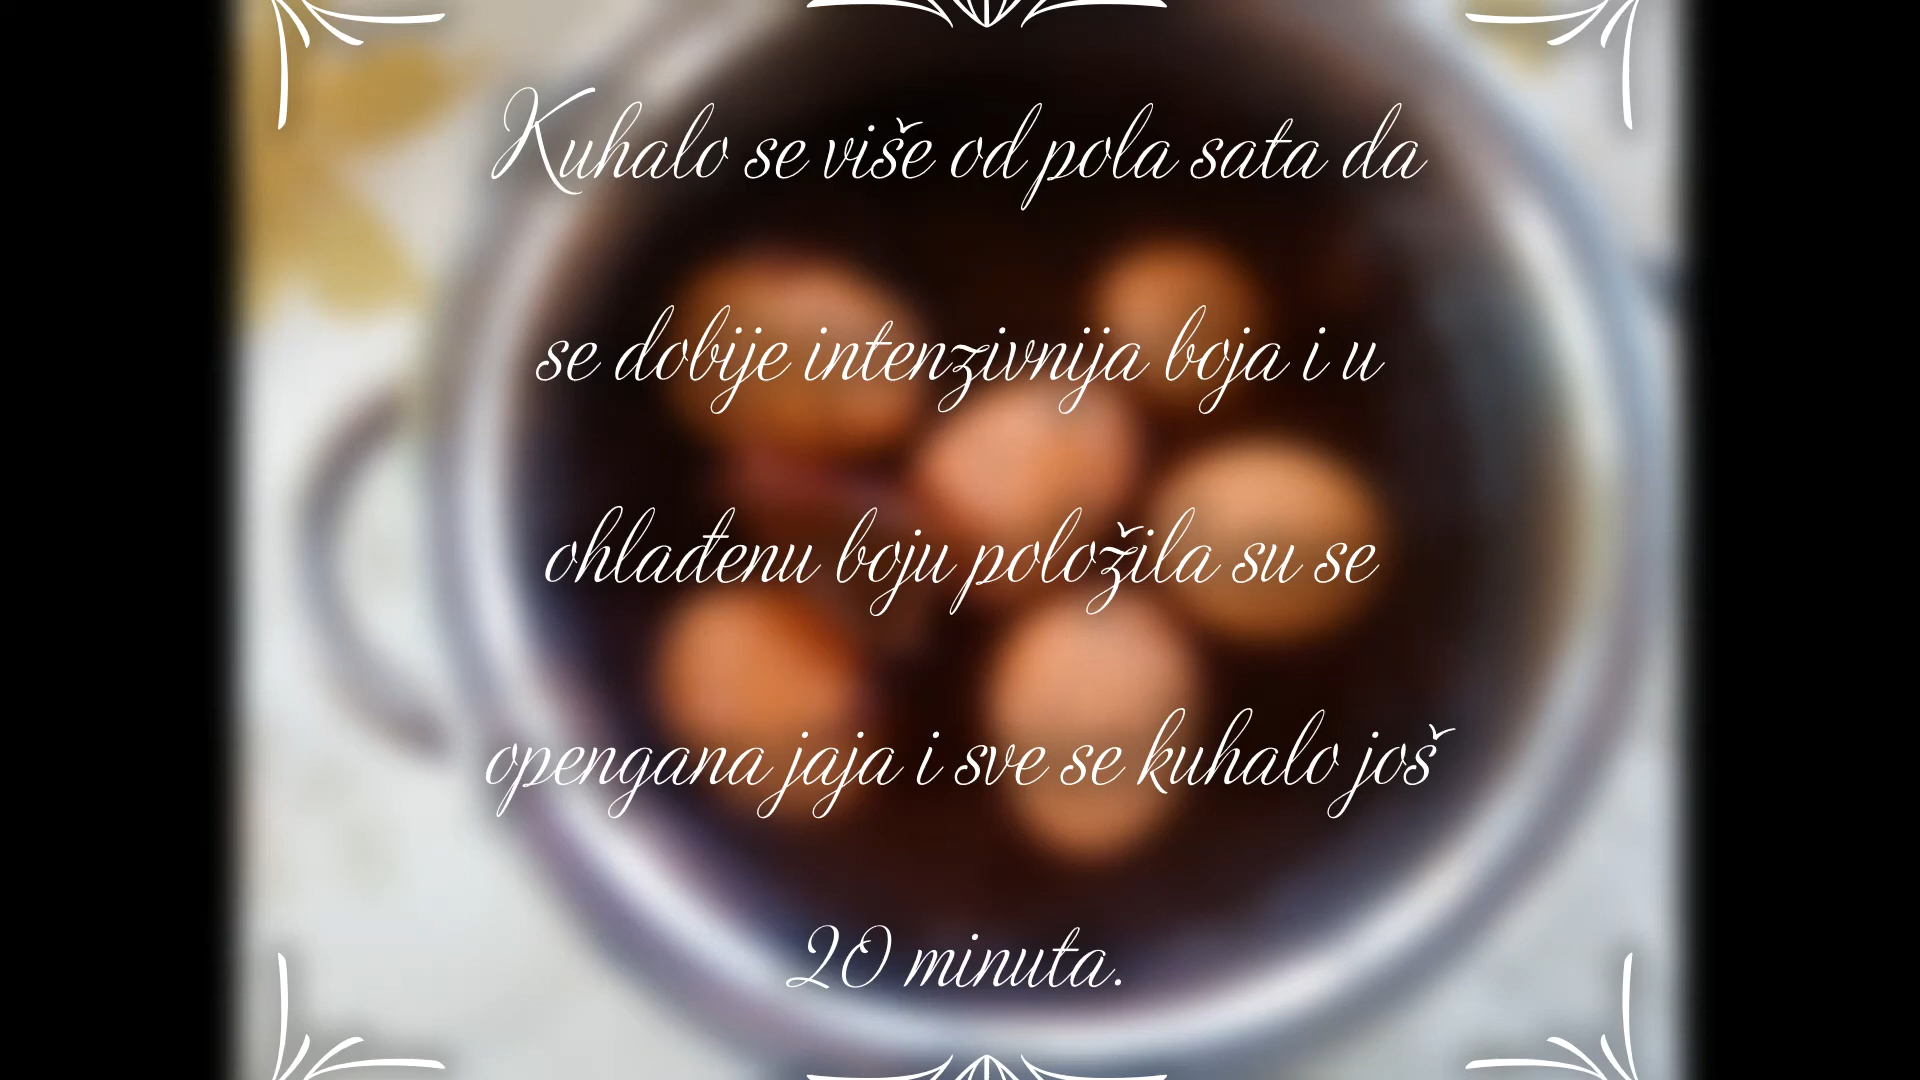 Kuhalo se više od pola sata da
se dobije intenzivnija boja i u
ohlađenu boju položila su se
opengana jaja i sve se kuhalo još
20 minuta.